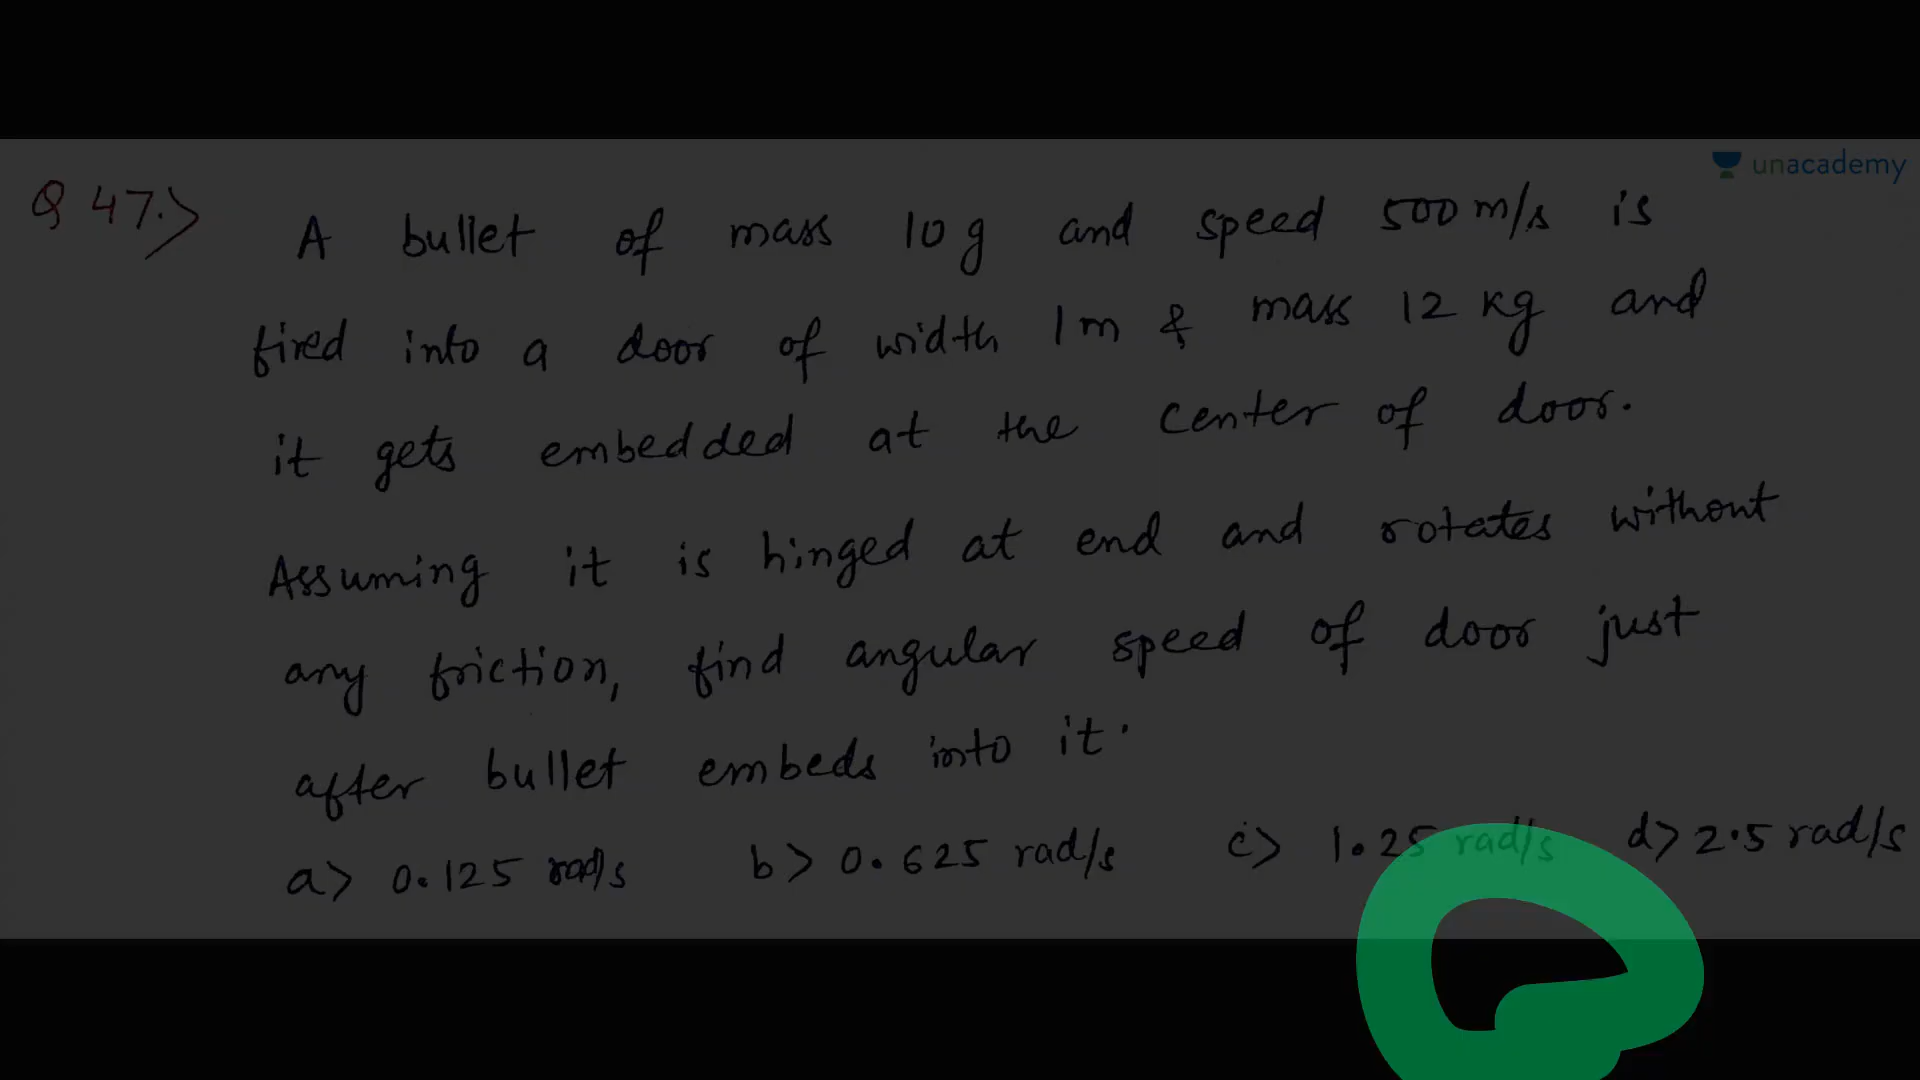 unacademy
Q 47.>
A bullet of mass 10 g and speed 500 m/s is
fired into a door of width 1m & mass 12 kg and
it gets embedded at the center of door.
Assuming it is hinged at end and rotates without
any friction, find angular speed of door just
after bullet embeds into it.
a> 0.125 rad/s b> 0.625 rad/s c> 1.25 rad/s d> 2.5 rad/s